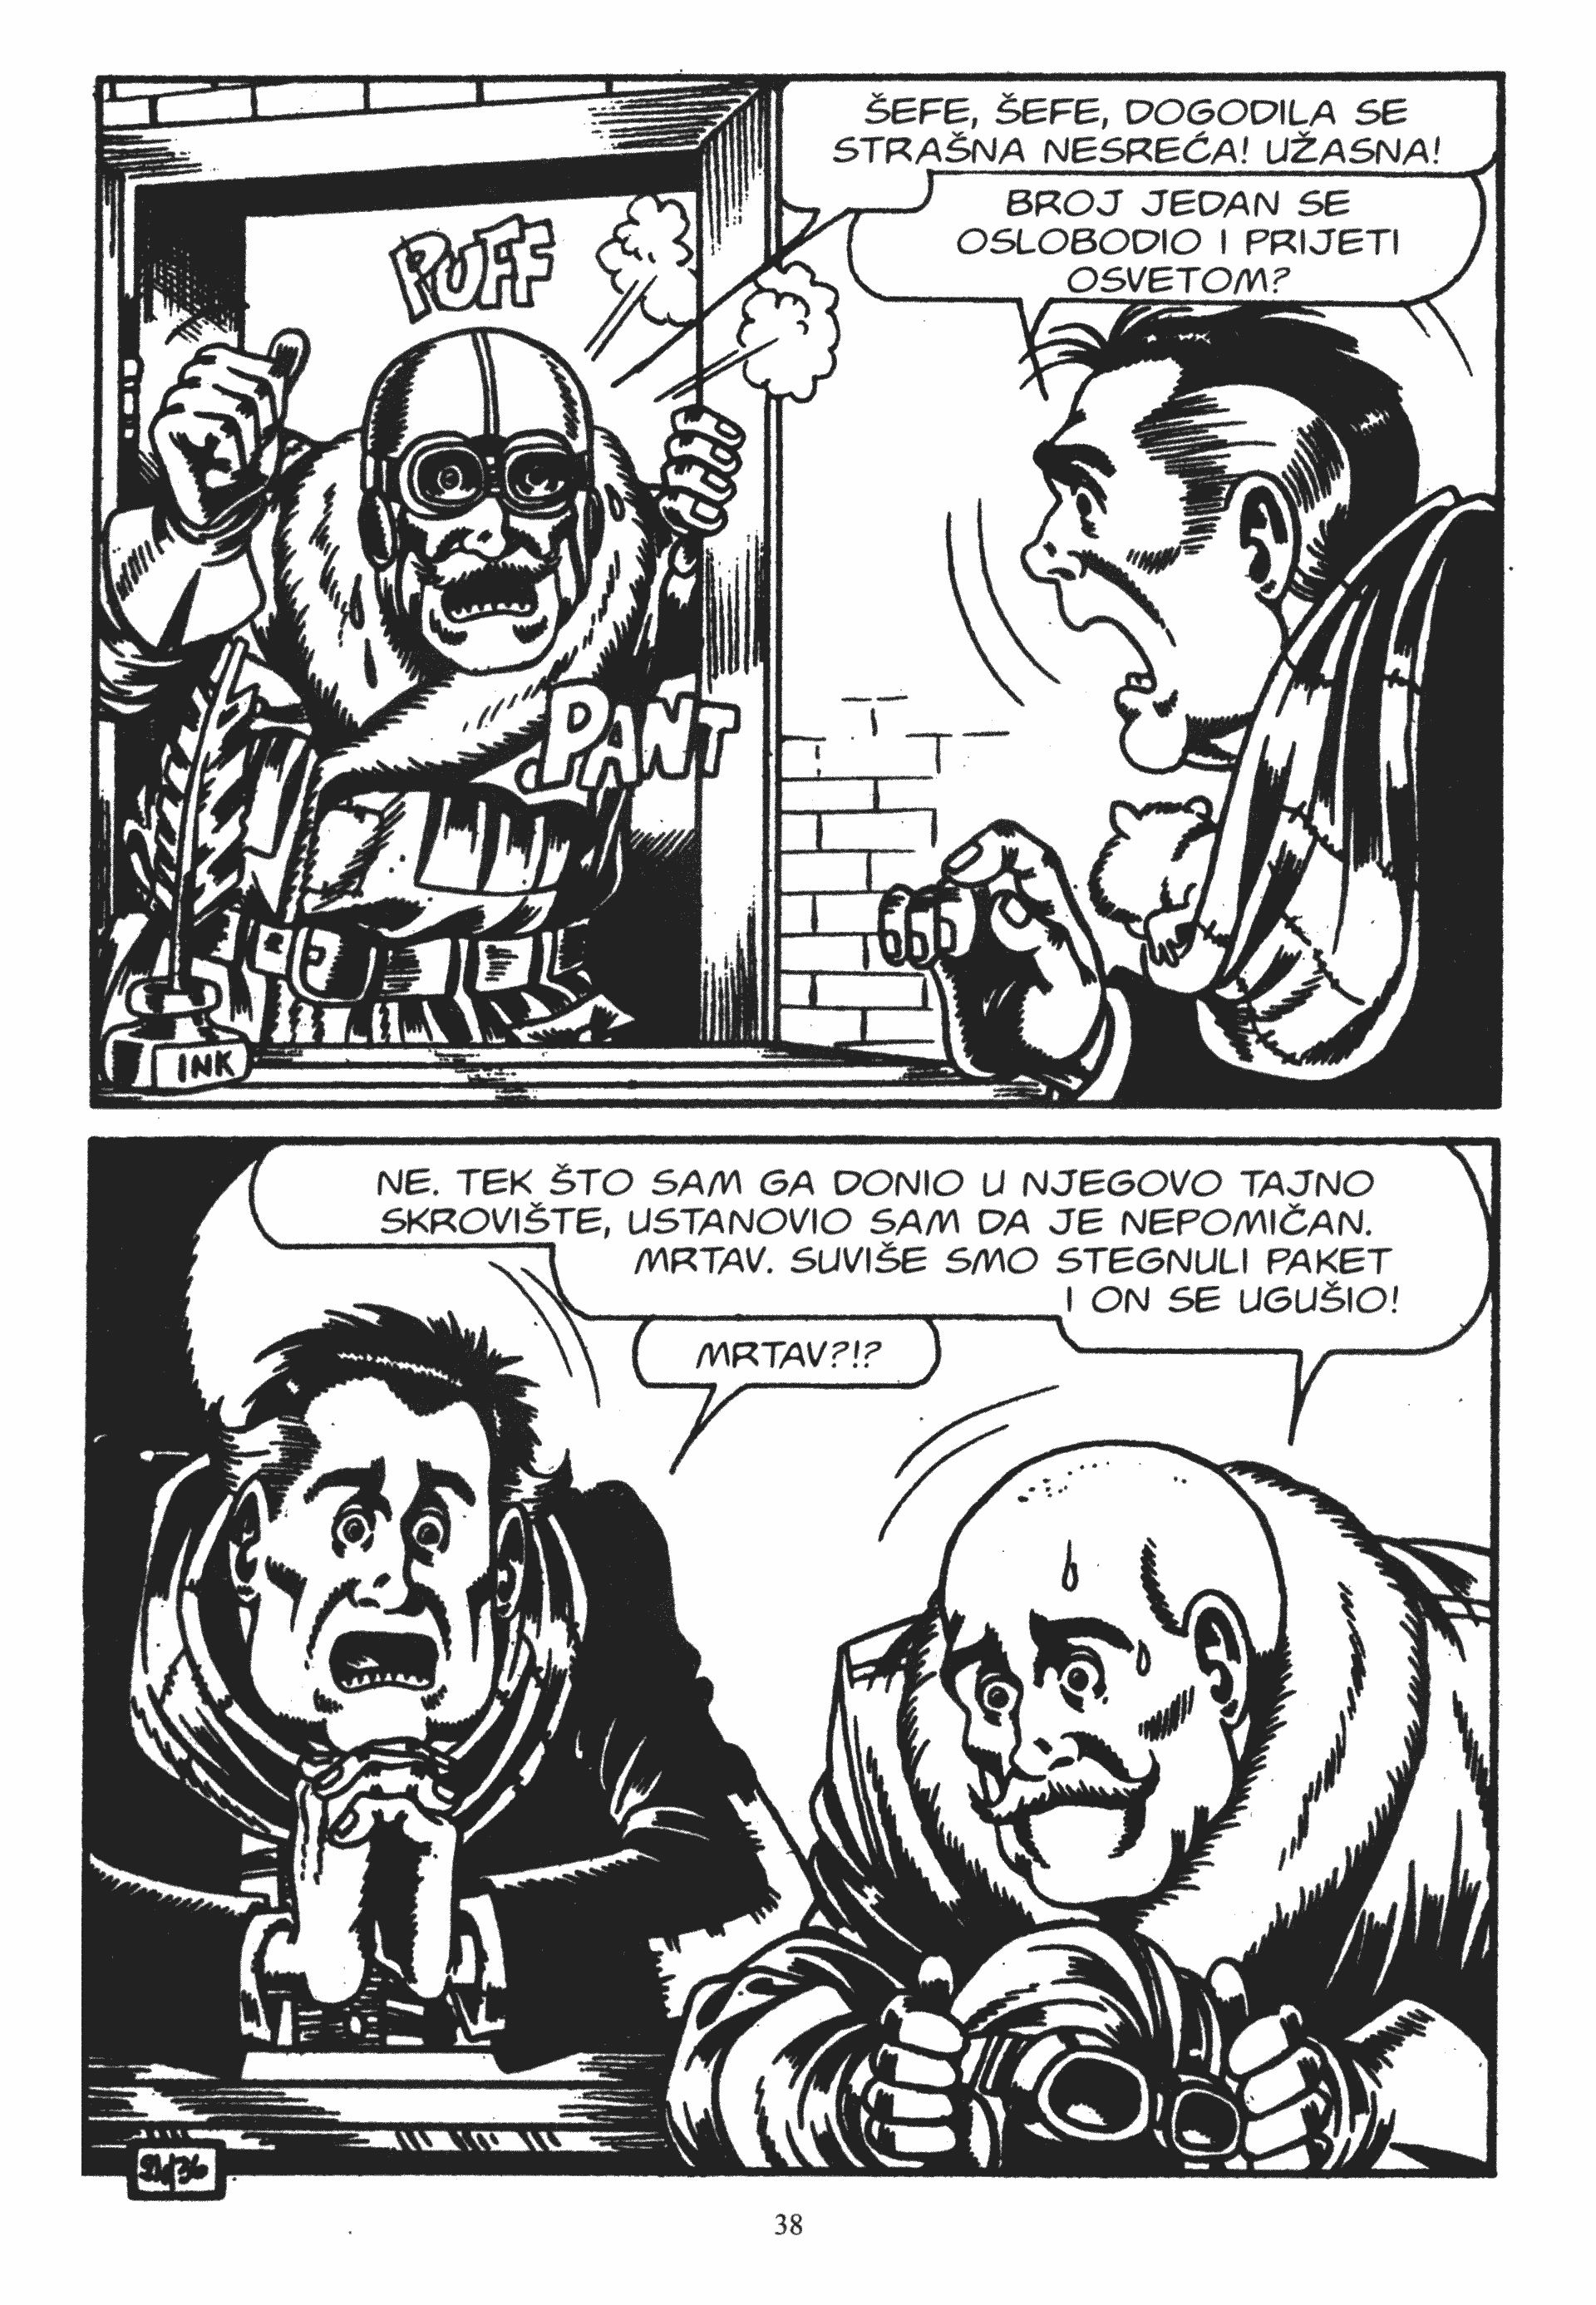 ŠEFE, ŠEFE, DOGODILA SE
STRAŠNA NESREĆA! UŽASNA!
BROJ JEDAN SE
OSLOBODIO I PRIJETI
OSVETOM?
PUFF
PANT
666
INK
NE. TEK ŠTO SAM GA DONIO U NJEGOVO TAJNO
SKROVIŠTE, USTANOVIO SAM DA JE NEPOMIČAN.
MRTAV. SUVIŠE SMO STEGNULI PAKET
I ON SE UGUŠIO!
MRTAV?!?
38